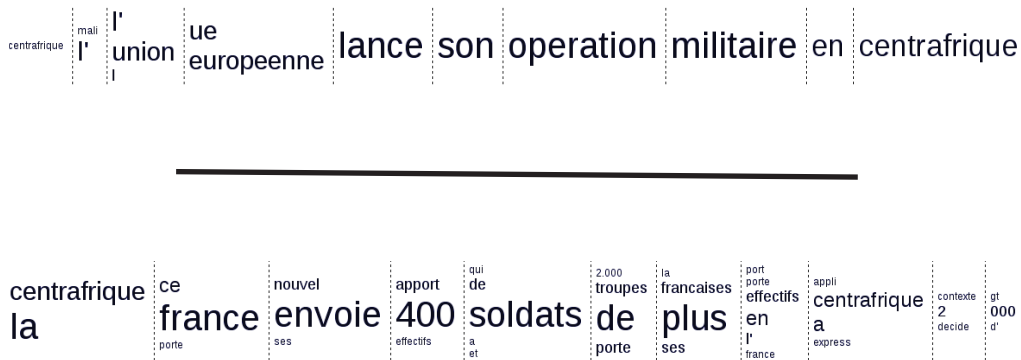 centrafrique mali l' l' union l ue europeenne lance son operation militaire en centrafrique
centrafrique la ce france porte nouvel envoie ses apport 400 effectifs qui de soldats a et 2.000 troupes de porte la francaises plus ses port porte effectifs en l' france appli centrafrique a express contexte 2 decide gt 000 d'